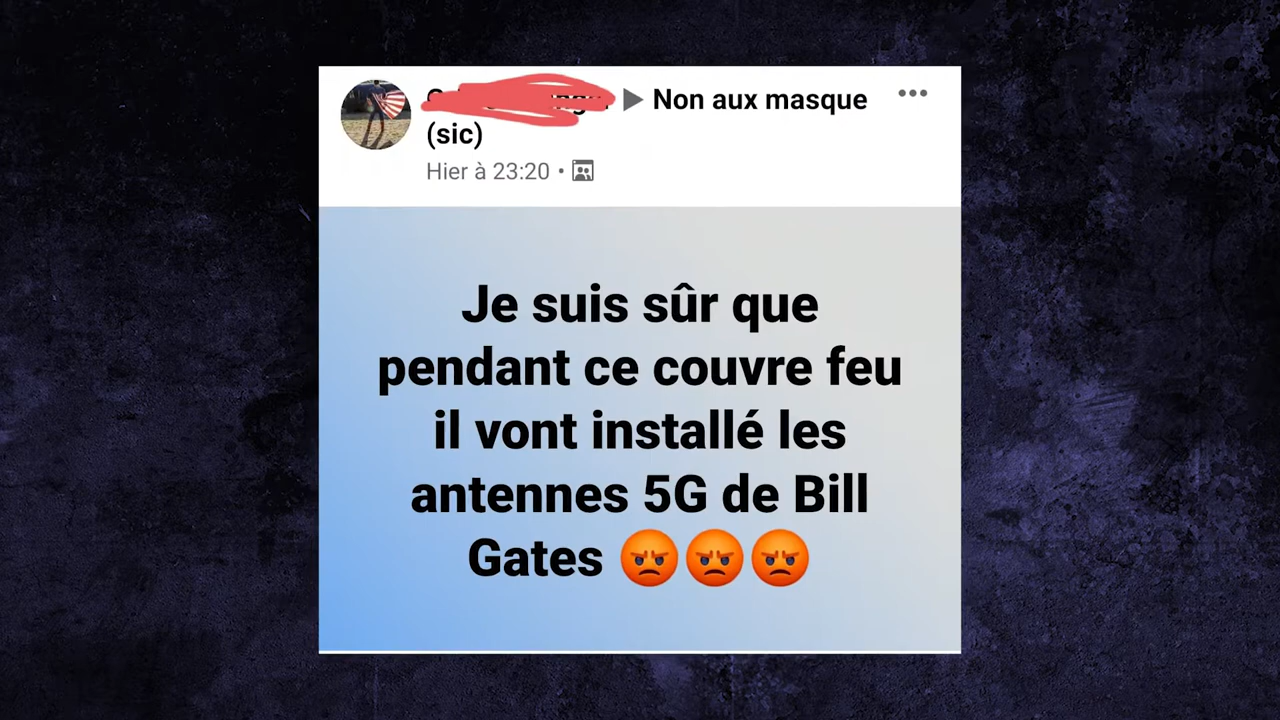 Non aux masque
(sic)
Hier à 23:20 •
Je suis sûr que
pendant ce couvre feu
il vont installé les
antennes 5G de Bill
Gates 😡😡😡